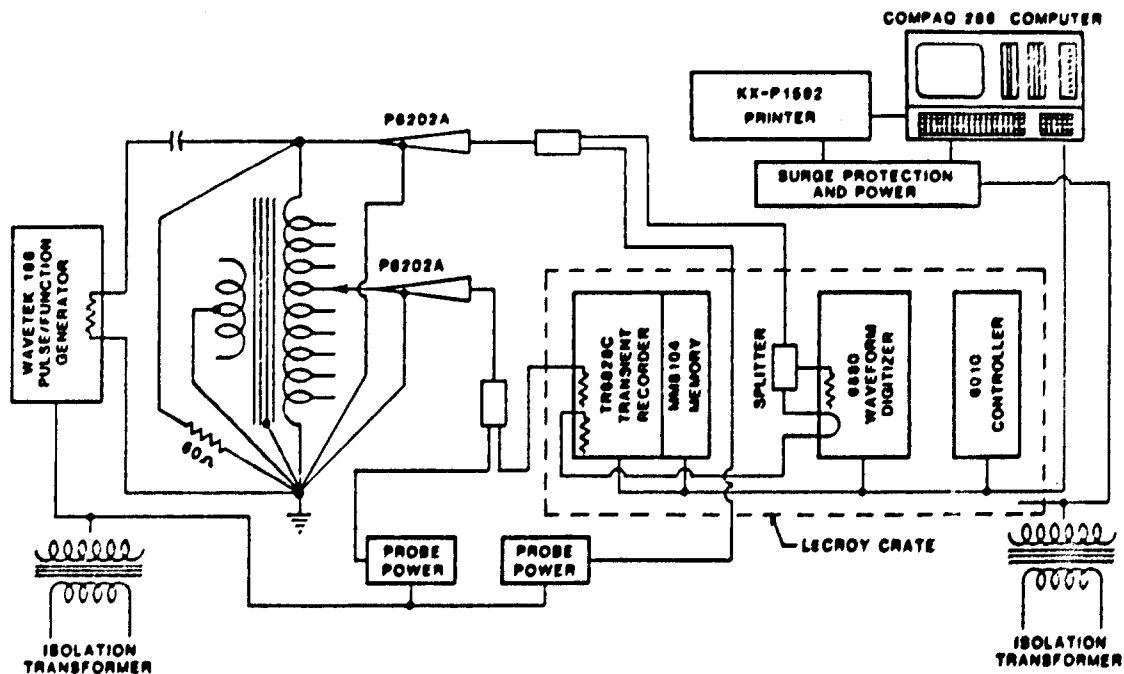 COMPAQ 286 COMPUTER
KX-P1592
PRINTER
P6202A
SURGE PROTECTION
AND POWER
WAVETEK 166
PULSE/FUNCTION
GENERATOR
P6202A
TR8828C
TRANSIENT
RECORDER
MM8104
MEMORY
SPLITTER
6880
WAVEFORM
DIGITIZER
6010
CONTROLLER
50Ω
PROBE
POWER
PROBE
POWER
LECROY CRATE
ISOLATION
TRANSFORMER
ISOLATION
TRANSFORMER